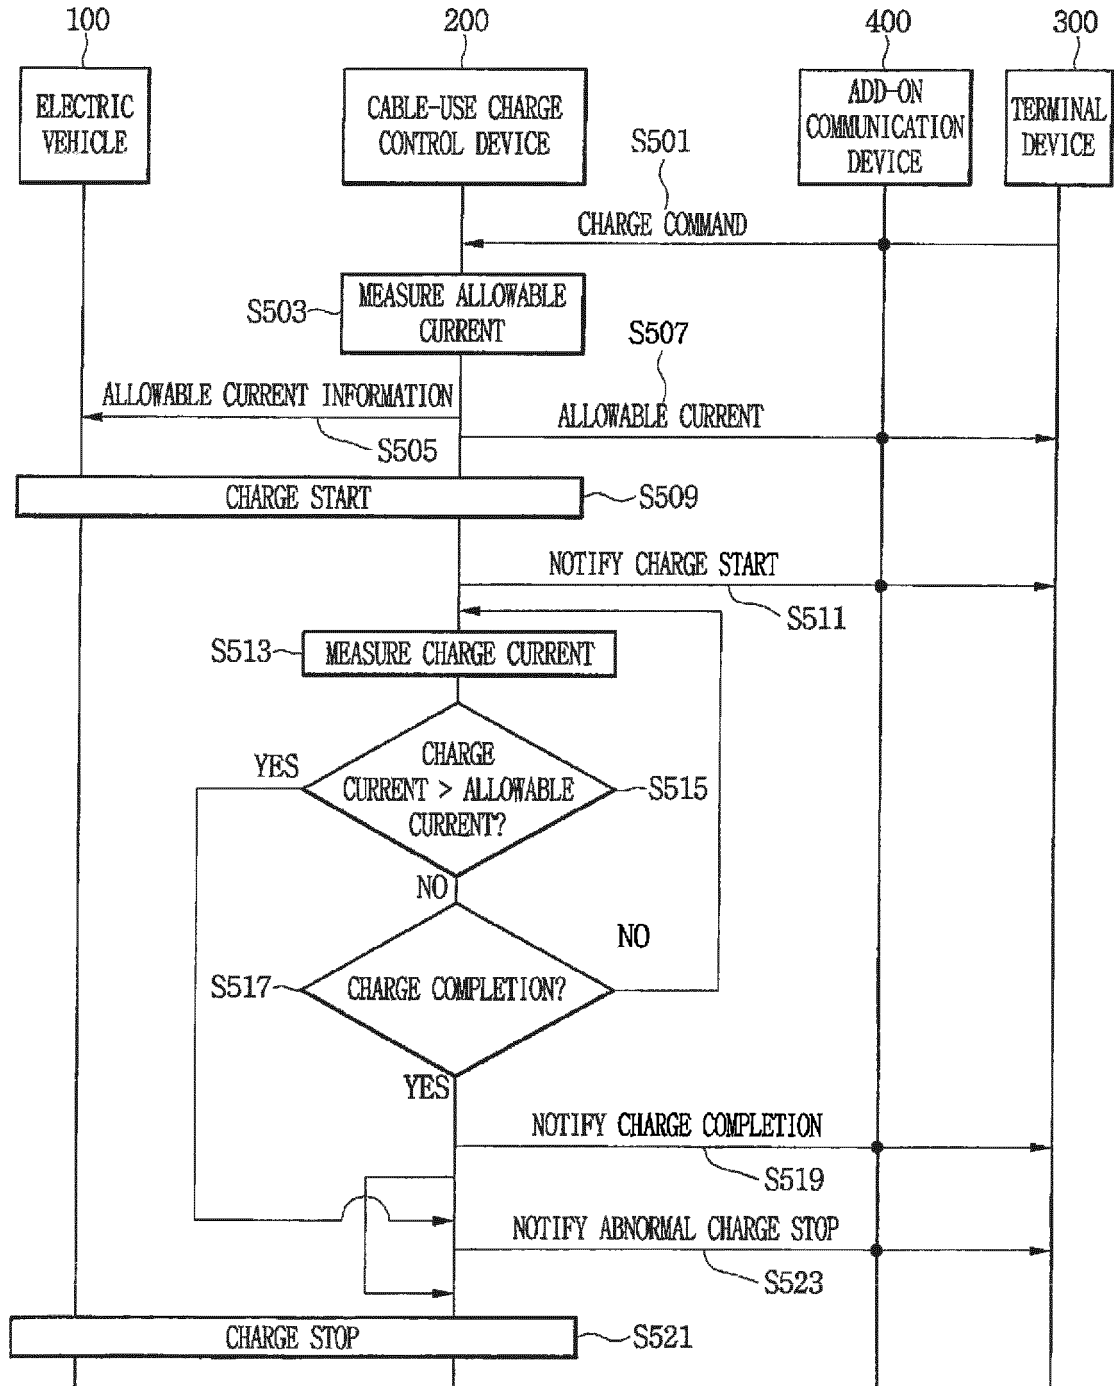 100
200
400
300
ELECTRIC
VEHICLE
CABLE-USE CHARGE
CONTROL DEVICE
ADD-ON
COMMUNICATION
DEVICE
TERMINAL
DEVICE
S501
CHARGE COMMAND
S503
MEASURE ALLOWABLE
CURRENT
S507
ALLOWABLE CURRENT INFORMATION
ALLOWABLE CURRENT
S505
CHARGE START
S509
NOTIFY CHARGE START
S511
S513
MEASURE CHARGE CURRENT
YES
CHARGE
CURRENT > ALLOWABLE
CURRENT?
S515
NO
NO
S517
CHARGE COMPLETION?
YES
NOTIFY CHARGE COMPLETION
S519
NOTIFY ABNORMAL CHARGE STOP
S523
CHARGE STOP
S521